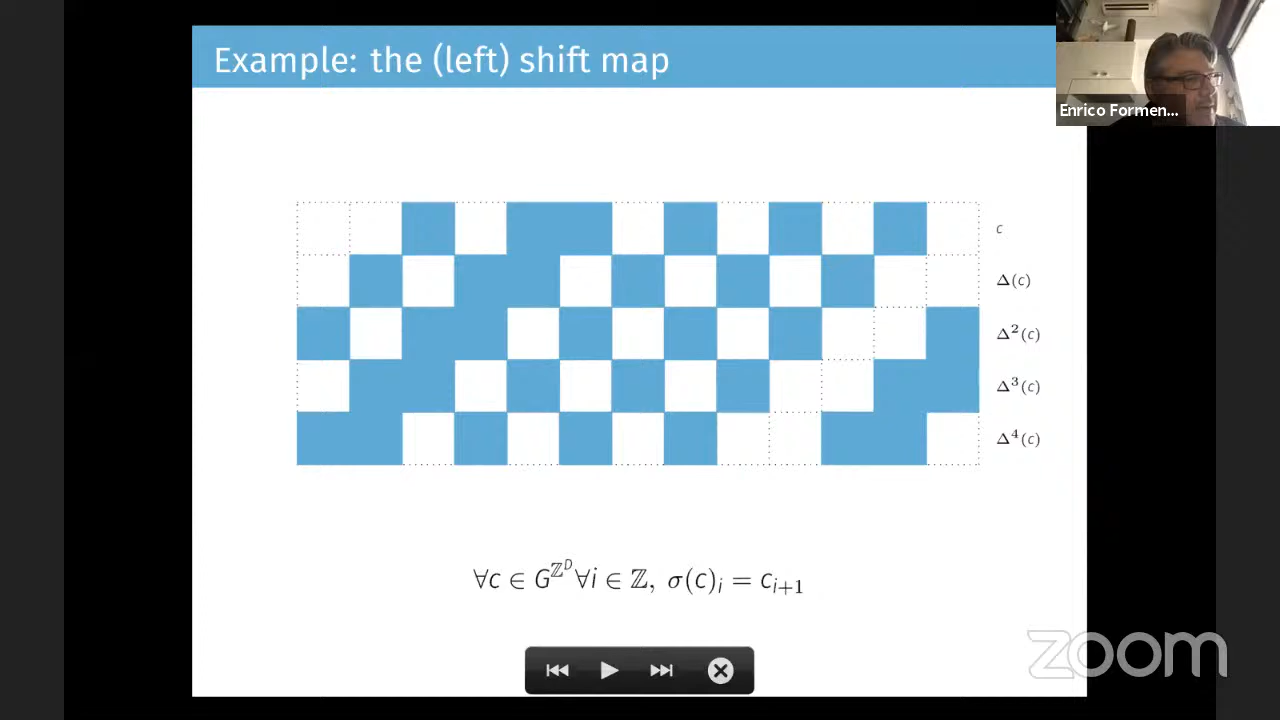 Example: the (left) shift map
Enrico Formen...
c
Δ(c)
Δ²(c)
Δ³(c)
Δ⁴(c)
∀c ∈ G^{ℤ^D} ∀i ∈ ℤ, σ(c)ᵢ = cᵢ₊₁
zoom